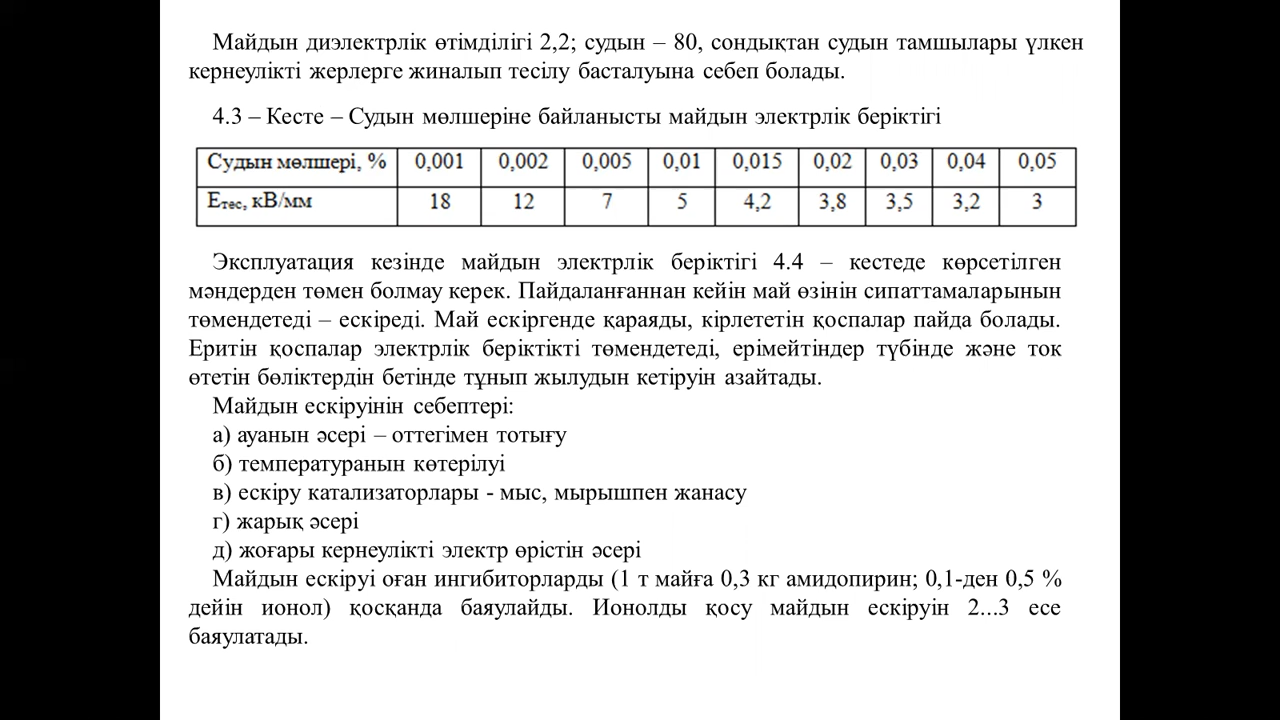 Майдын диэлектрлік өтімділігі 2,2; судын – 80, сондықтан судын тамшылары үлкен
кернеулікті жерлерге жиналып тесілу басталуына себеп болады.
4.3 – Кесте – Судын мөлшеріне байланысты майдын электрлік беріктігі
Судын мөлшері, % 0,001 0,002 0,005 0,01 0,015 0,02 0,03 0,04 0,05
Етес, кВ/мм 18 12 7 5 4,2 3,8 3,5 3,2 3
Эксплуатация кезінде майдын электрлік беріктігі 4.4 – кестеде көрсетілген
мәндерден төмен болмау керек. Пайдаланғаннан кейін май өзінін сипаттамаларынын
төмендетеді – ескіреді. Май ескіргенде қараяды, кірлететін қоспалар пайда болады.
Еритін қоспалар электрлік беріктікті төмендетеді, ерімейтіндер түбінде және ток
өтетін бөліктердін бетінде тұнып жылудын кетіруін азайтады.
Майдын ескіруінін себептері:
а) ауанын әсері – оттегімен тотығу
б) температуранын көтерілуі
в) ескіру катализаторлары - мыс, мырышпен жанасу
г) жарық әсері
д) жоғары кернеулікті электр өрістін әсері
Майдын ескіруі оған ингибиторларды (1 т майға 0,3 кг амидопирин; 0,1-ден 0,5 %
дейін ионол) қосқанда баяулайды. Ионолды қосу майдын ескіруін 2...3 есе
баяулатады.